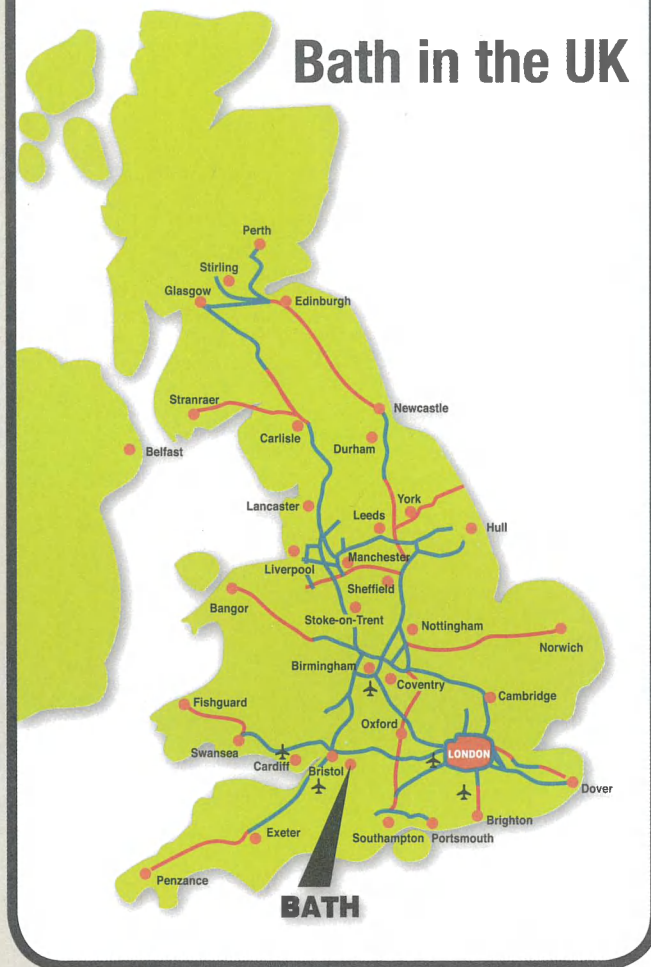 Bath in the UK
Perth
Stirling
Glasgow
Edinburgh
Stranraer
Newcastle
Carlisle
Durham
Belfast
Lancaster
York
Leeds
Hull
Manchester
Liverpool
Sheffield
Bangor
Stoke-on-Trent
Nottingham
Norwich
Birmingham
Coventry
Fishguard
Cambridge
Oxford
Swansea
Cardiff
Bristol
LONDON
Dover
Exeter
Southampton
Portsmouth
Brighton
Penzance
BATH